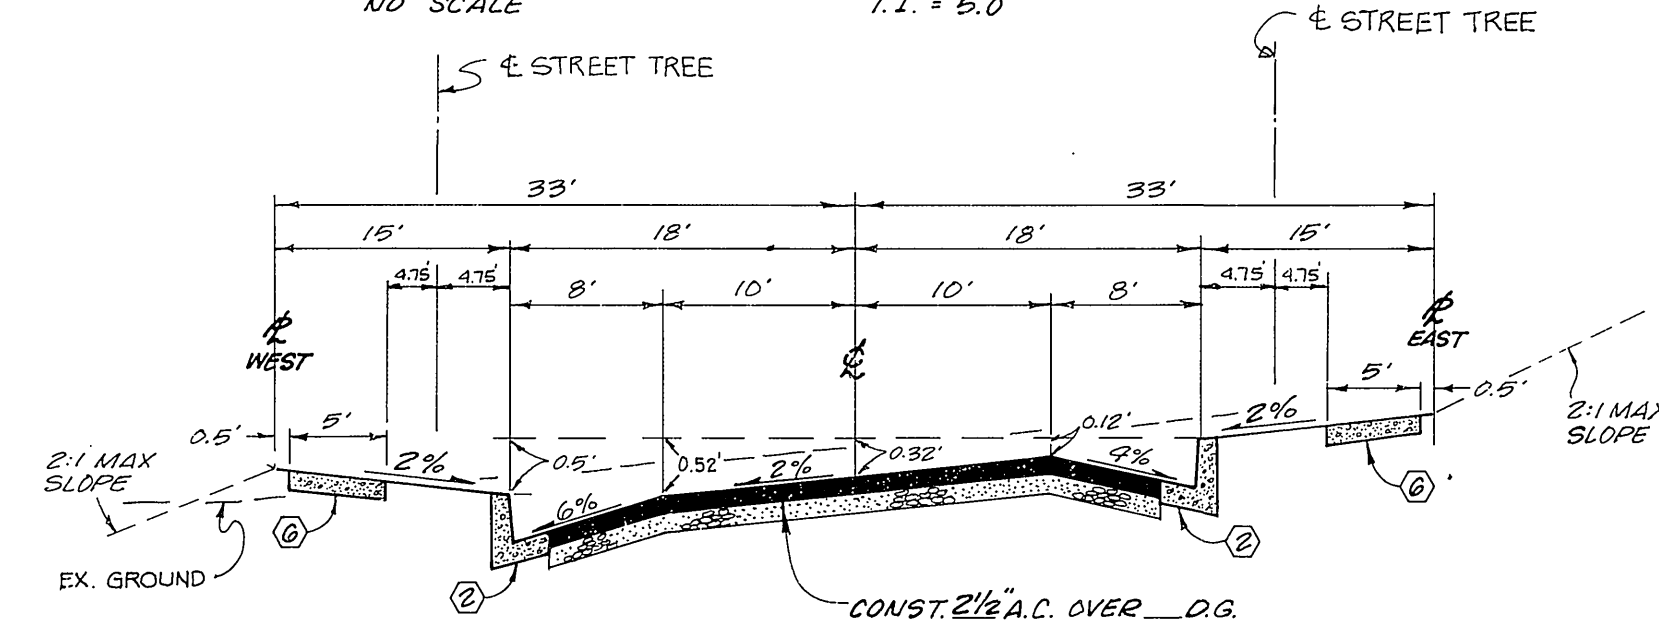 NO SCALE
T.I. = 5.0
℄ STREET TREE
℄ STREET TREE
33'
33'
15'
18'
18'
15'
4.75'
4.75'
8'
10'
10'
8'
4.75'
4.75'
PL
WEST
℄
PL
EAST
5'
0.5'
2:1 MAX
SLOPE
0.5'
5'
2%
0.5'
0.52'
2%
0.32'
0.12'
4%
2%
2:1 MAX
SLOPE
6%
6
6
2
2
EX. GROUND
CONST. 2½" A.C. OVER __ D.G.